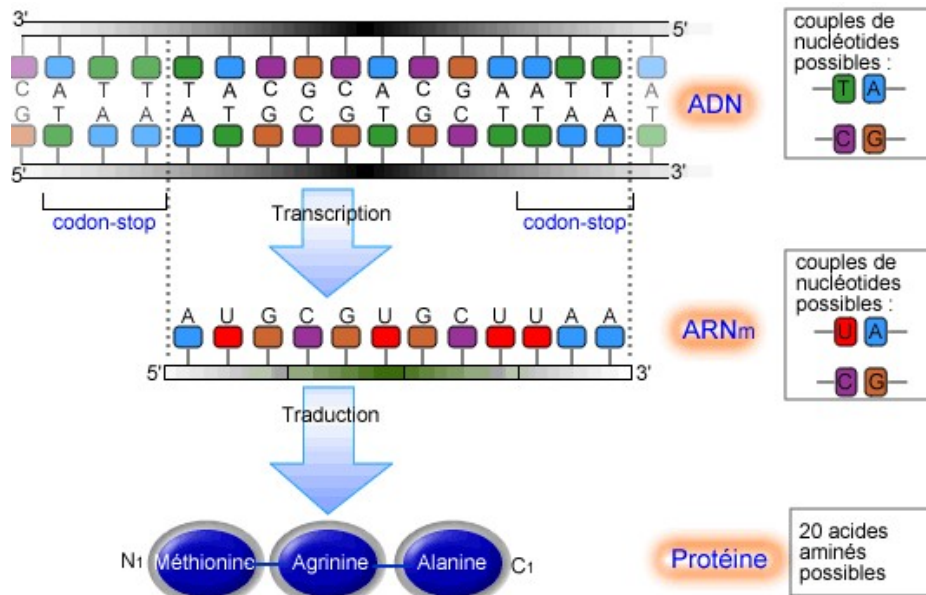 3'
5'
C A T T T A C G C A C G A A T T A
G T A A A T G C G T G C T T A A T
5'
3'
codon-stop
codon-stop
ADN
couples de
nucléotides
possibles :
T A
C G
Transcription
A U G C G U G C U U A A
5'
3'
ARNm
couples de
nucléotides
possibles :
U A
C G
Traduction
N1 Méthionine Agrinine Alanine C1
Protéine
20 acides
aminés
possibles